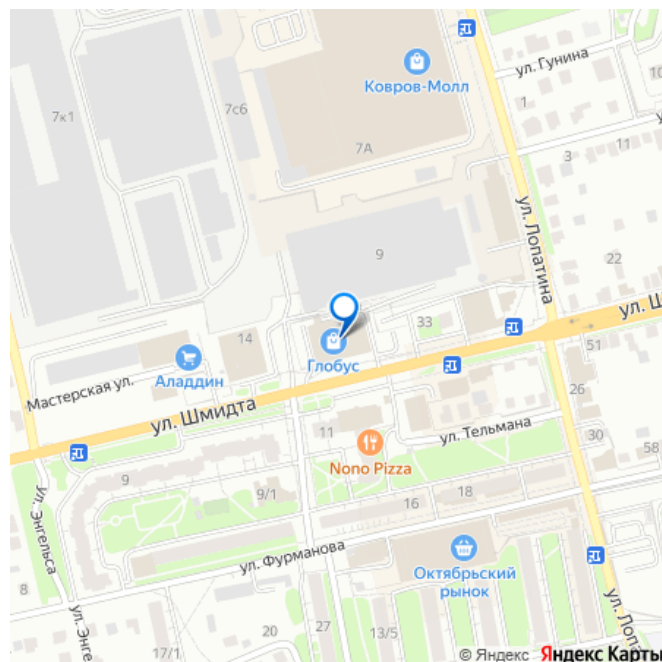 ул. Гунина
Ковров-Молл
10
7к1
7с6
1
7А
3
11
ул. Лопатина
9
22
33
ул. Ш
14
Глобус
51
Аладдин
Мастерская ул.
ул. Шмидта
26
11
ул. Тельмана
30
Nono Pizza
58
9
9/1
18
16
ул. Энгельса
ул. Фурманова
Октябрьский
рынок
8
ул. Лопа
ул. Энге
20
27
13/5
17/1
© Яндекс Яндекс Карты